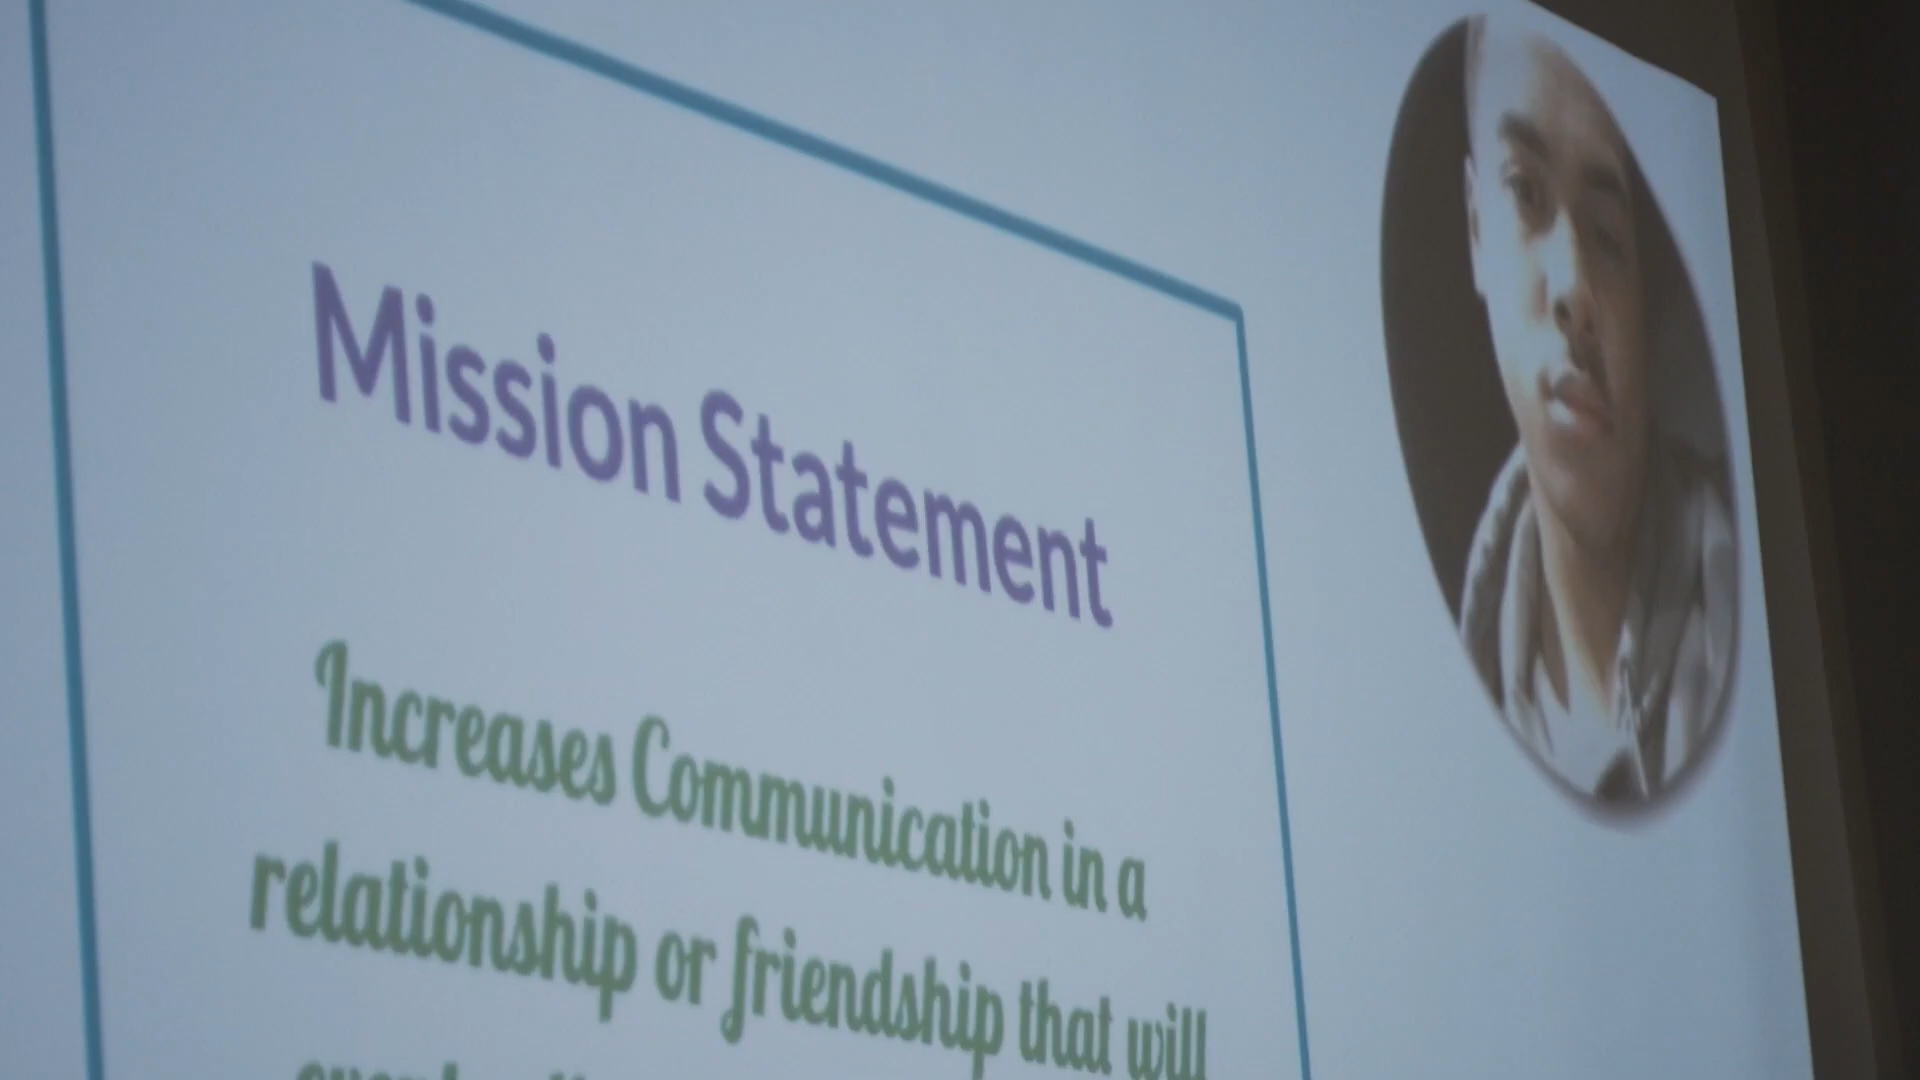 Mission Statement
Increases Communication in a
relationship or friendship that will